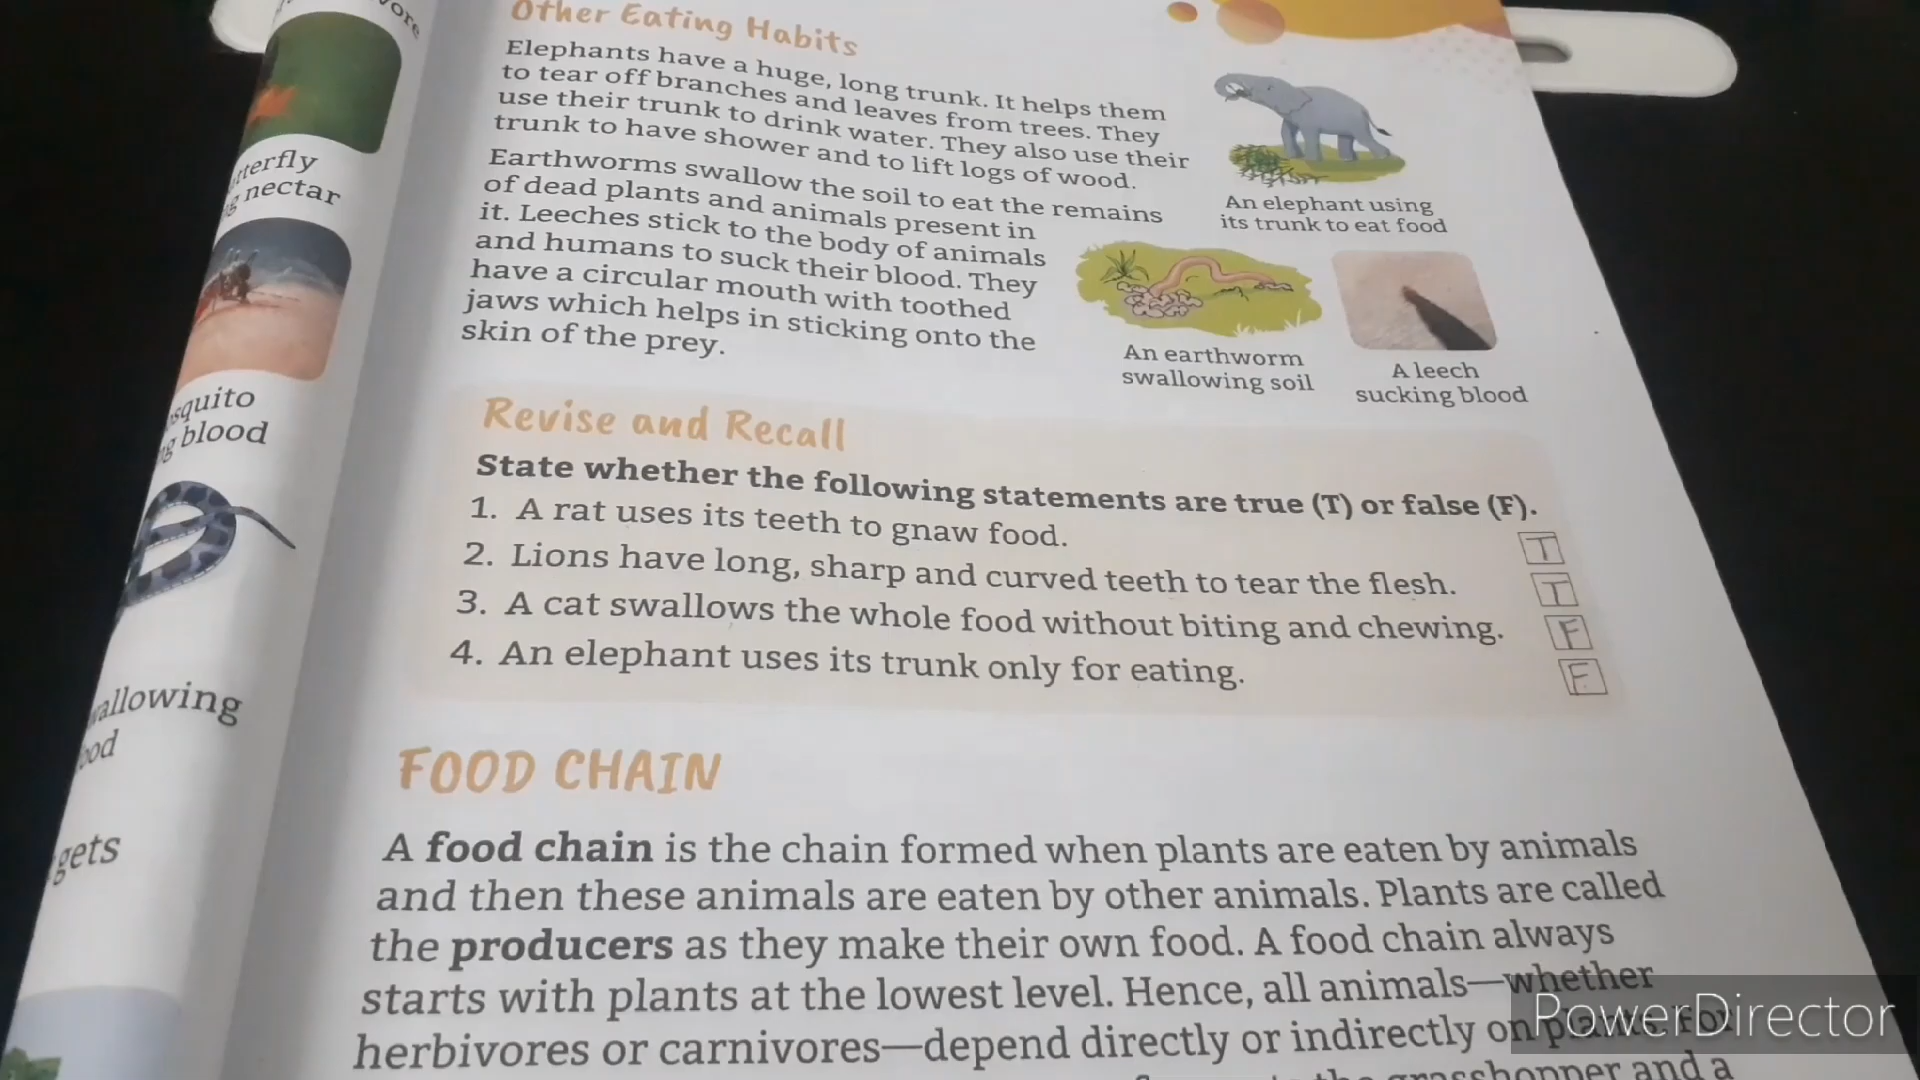 vore
terfly
g nectar
squito
g blood
allowing
ood
gets
Other Eating Habits
Elephants have a huge, long trunk. It helps them
to tear off branches and leaves from trees. They
use their trunk to drink water. They also use their
trunk to have shower and to lift logs of wood.
An elephant using
its trunk to eat food
Earthworms swallow the soil to eat the remains
of dead plants and animals present in
it. Leeches stick to the body of animals
and humans to suck their blood. They
have a circular mouth with toothed
jaws which helps in sticking onto the
skin of the prey.
An earthworm
swallowing soil
A leech
sucking blood
Revise and Recall
State whether the following statements are true (T) or false (F).
1. A rat uses its teeth to gnaw food. T
2. Lions have long, sharp and curved teeth to tear the flesh. T
3. A cat swallows the whole food without biting and chewing. F
4. An elephant uses its trunk only for eating. F
FOOD CHAIN
A food chain is the chain formed when plants are eaten by animals
and then these animals are eaten by other animals. Plants are called
the producers as they make their own food. A food chain always
starts with plants at the lowest level. Hence, all animals—whether
herbivores or carnivores—depend directly or indirectly on plants. For
the grasshopper and a
PowerDirector